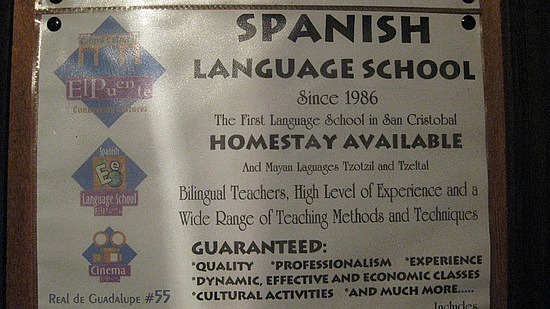 SPANISH
LANGUAGE SCHOOL
Since 1986
The First Language School in San Cristobal
HOMESTAY AVAILABLE
And Mayan Laguages Tzotzil and Tzeltal
Bilingual Teachers, High Level of Experience and a
Wide Range of Teaching Methods and Techniques
GUARANTEED:
*QUALITY *PROFESSIONALISM *EXPERIENCE
*DYNAMIC, EFFECTIVE AND ECONOMIC CLASSES
*CULTURAL ACTIVITIES *AND MUCH MORE.....
Includes
El Puente
Spanish
Language School
Cinema
Real de Guadalupe #55